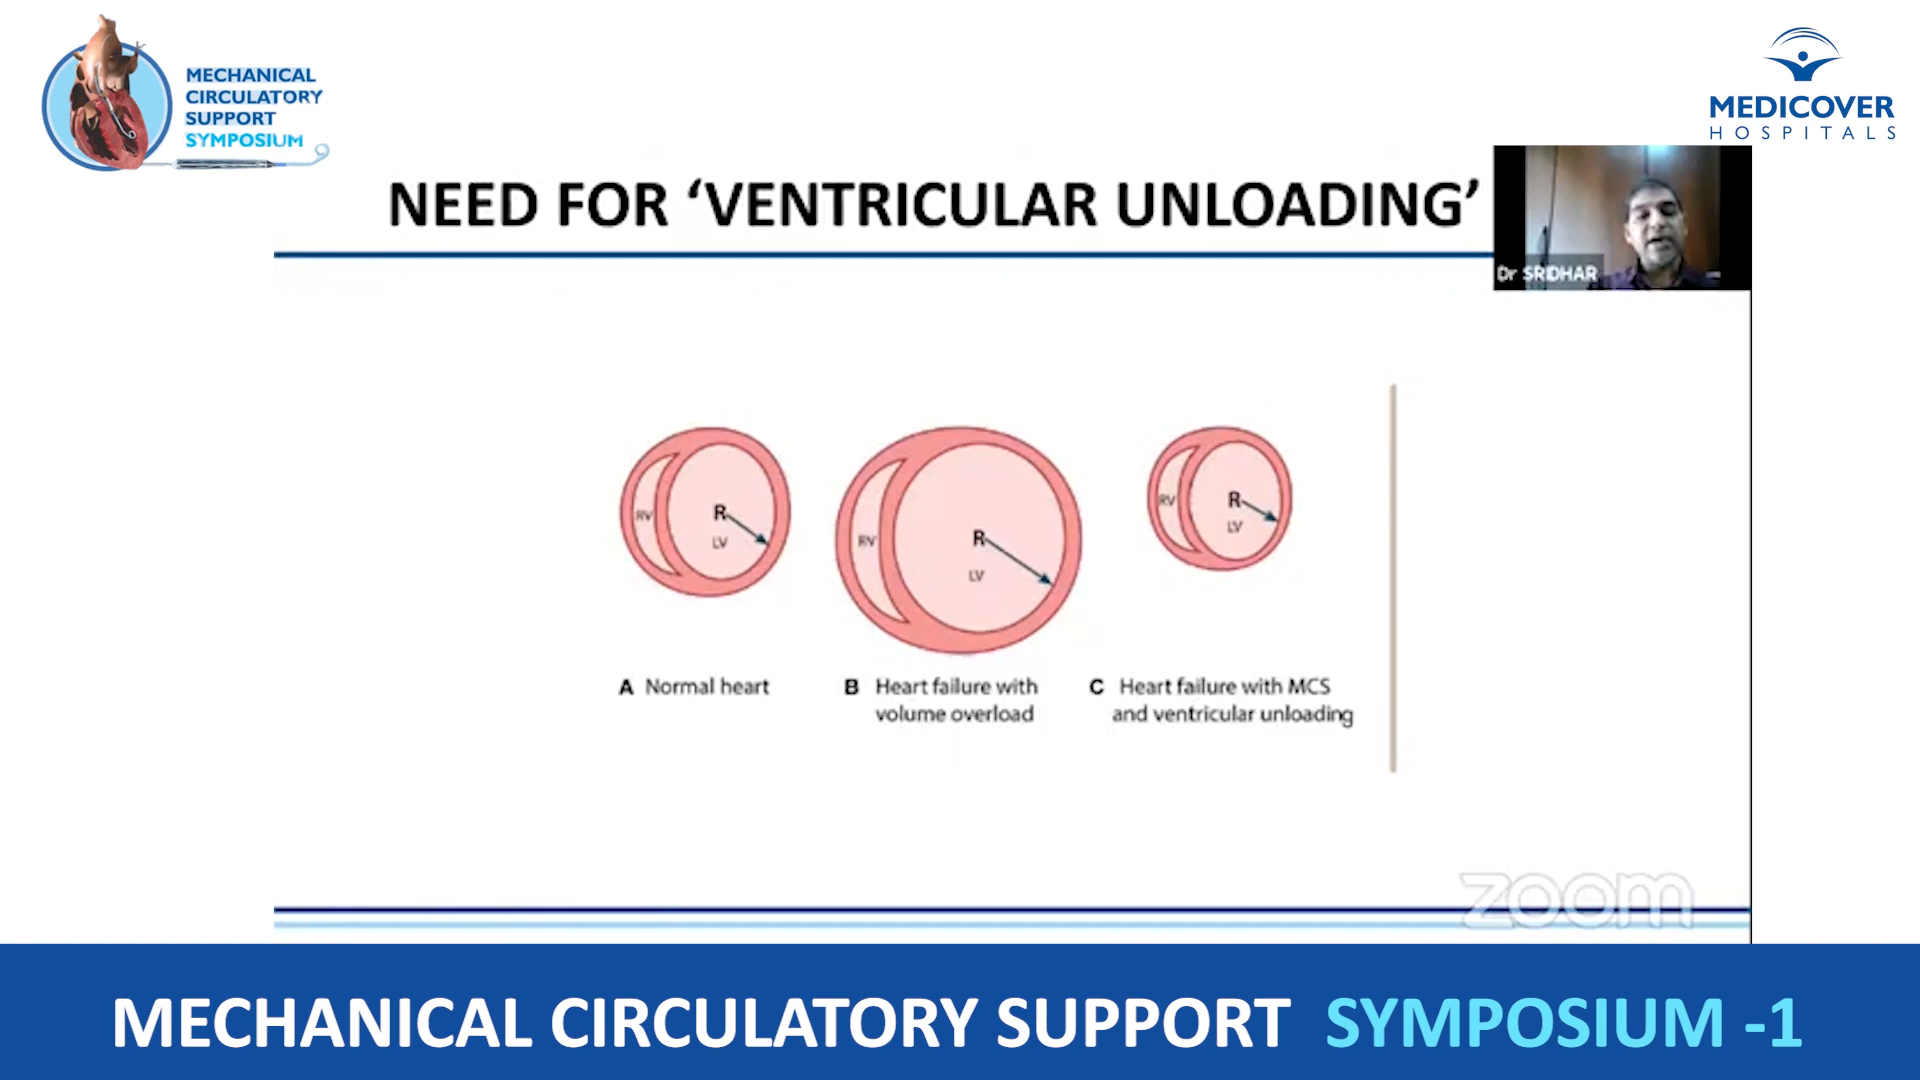 MECHANICAL
CIRCULATORY
SUPPORT
SYMPOSIUM
MEDICOVER
HOSPITALS
NEED FOR ‘VENTRICULAR UNLOADING’
Dr SRIDHAR
RV
R
LV
RV
R
LV
RV
R
LV
A Normal heart
B Heart failure with
volume overload
C Heart failure with MCS
and ventricular unloading
zoom
MECHANICAL CIRCULATORY SUPPORT SYMPOSIUM -1